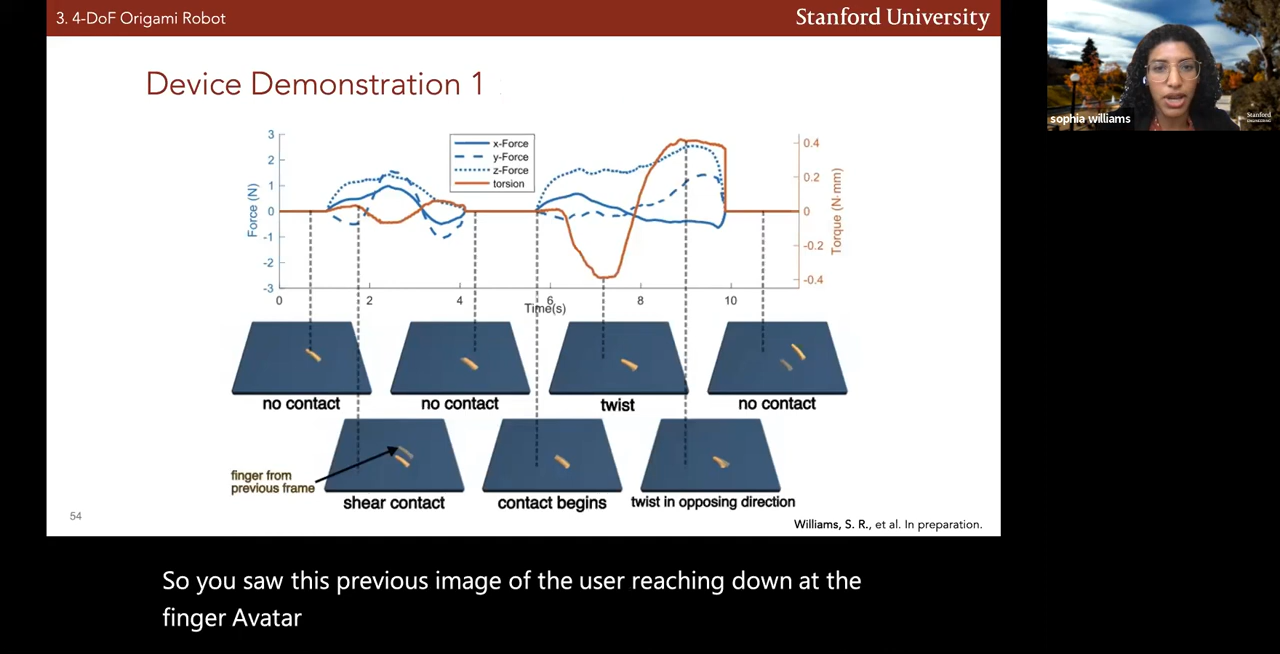 3. 4-DoF Origami Robot
Stanford University
sophia williams
Stanford
ENGINEERING
Device Demonstration 1
3
2
1
0
-1
-2
-3
Force (N)
x-Force
y-Force
z-Force
torsion
0.4
0.2
0
-0.2
-0.4
Torque (N·mm)
0 2 4 6 8 10
Time(s)
no contact no contact twist no contact
finger from
previous frame
shear contact contact begins twist in opposing direction
54
Williams, S. R., et al. In preparation.
So you saw this previous image of the user reaching down at the
finger Avatar